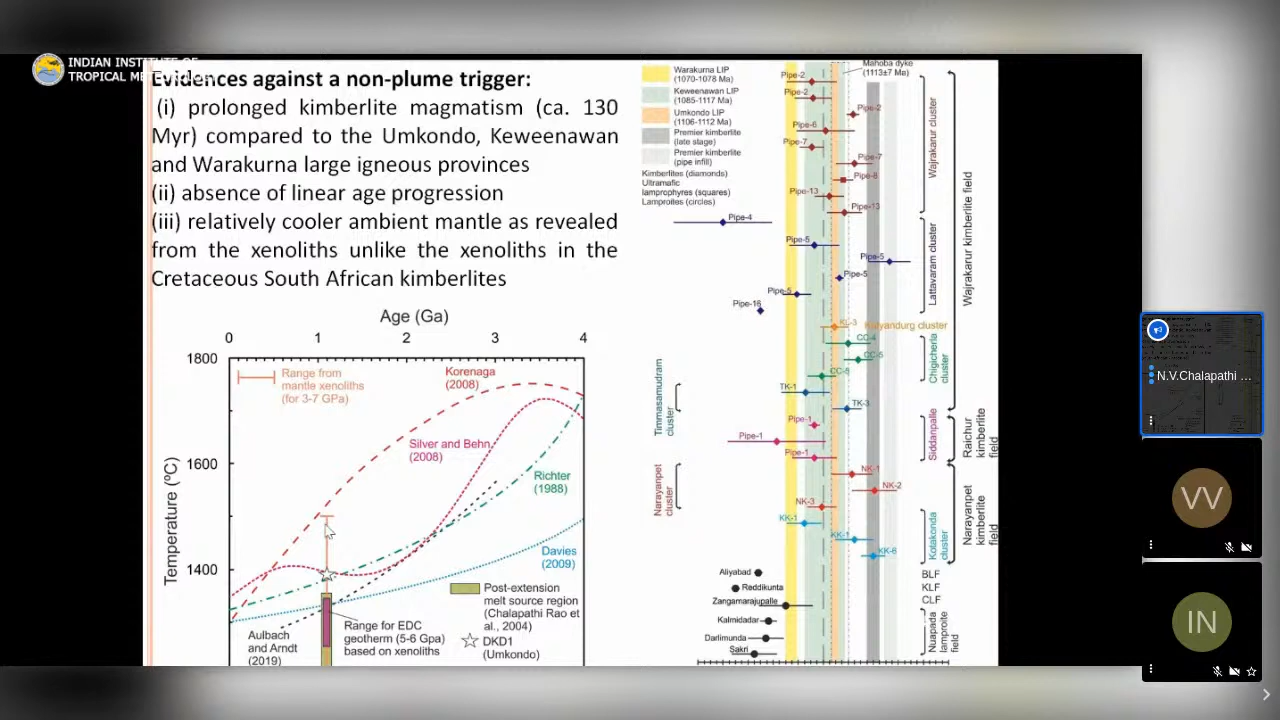 INDIAN INSTITUTE OF
TROPICAL METEOROLOGY
Evidences against a non-plume trigger:
(i) prolonged kimberlite magmatism (ca. 130
Myr) compared to the Umkondo, Keweenawan
and Warakurna large igneous provinces
(ii) absence of linear age progression
(iii) relatively cooler ambient mantle as revealed
from the xenoliths unlike the xenoliths in the
Cretaceous South African kimberlites
Age (Ga)
0 1 2 3 4
1800
1600
1400
Temperature (ºC)
Range from
mantle xenoliths
(for 3-7 GPa)
Korenaga
(2008)
Silver and Behn,
(2008)
Richter
(1988)
Davies
(2009)
Post-extension
melt source region
(Chalapathi Rao et
al., 2004)
DKD1
(Umkondo)
Range for EDC
geotherm (5-6 Gpa)
based on xenoliths
Aulbach
and Arndt
(2019)
Warakurna LIP
(1070-1078 Ma)
Keweenawan LIP
(1085-1117 Ma)
Umkondo LIP
(1106-1112 Ma)
Premier kimberlite
(late stage)
Premier kimberlite
(pipe infill)
Kimberlites (diamonds)
Ultramafic
lamprophyres (squares)
Lamproites (circles)
Mahoba dyke
(1113±7 Ma)
Pipe-2
Pipe-2
Pipe-2
Pipe-6
Pipe-7
Pipe-7
Pipe-8
Pipe-13
Pipe-13
Pipe-4
Pipe-5
Pipe-5
Pipe-5
Pipe-5
Pipe-16
KL-3
Kalyandurg cluster
CC-4
CC-5
CC-5
TK-1
TK-3
Pipe-1
Pipe-1
Pipe-1
NK-1
NK-2
NK-3
KK-1
KK-1
KK-6
Aliyabad
Reddikunta
Zangamarajupalle
Kalmidadar
Darlimunda
Sakri
Timmasamudram
cluster
Narayanpet
cluster
Wajrakarur cluster
Lattavaram cluster
Chigicherla
cluster
Siddanpalle
Kotakonda
cluster
BLF
KLF
CLF
Nuapada
lamproite
field
Wajrakarur kimberlite field
Raichur
kimberlite
field
Narayanpet
kimberlite
field
N.V.Chalapathi ...
VV
IN